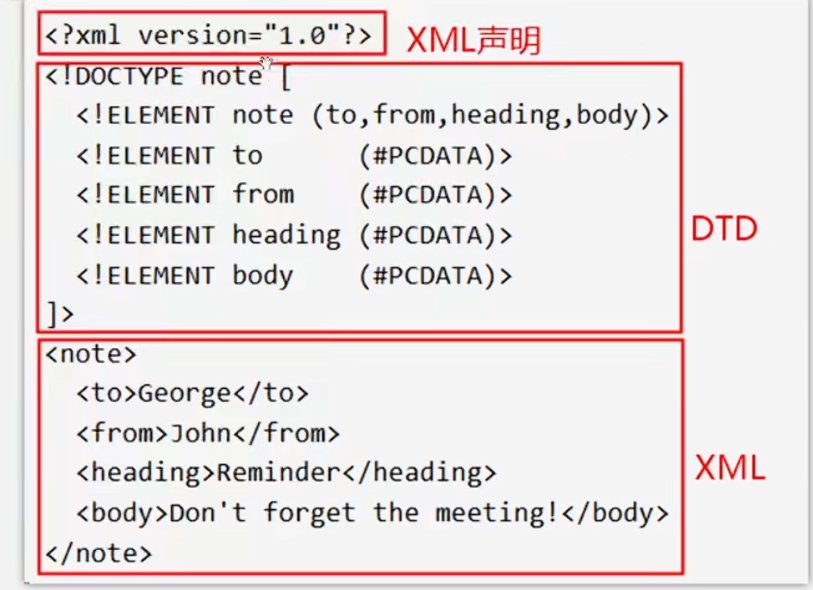 <?xml version="1.0"?> XML声明
<!DOCTYPE note [
<!ELEMENT note (to,from,heading,body)>
<!ELEMENT to (#PCDATA)>
<!ELEMENT from (#PCDATA)>
<!ELEMENT heading (#PCDATA)>
<!ELEMENT body (#PCDATA)>
]>
DTD
<note>
<to>George</to>
<from>John</from>
<heading>Reminder</heading>
<body>Don't forget the meeting!</body>
</note>
XML